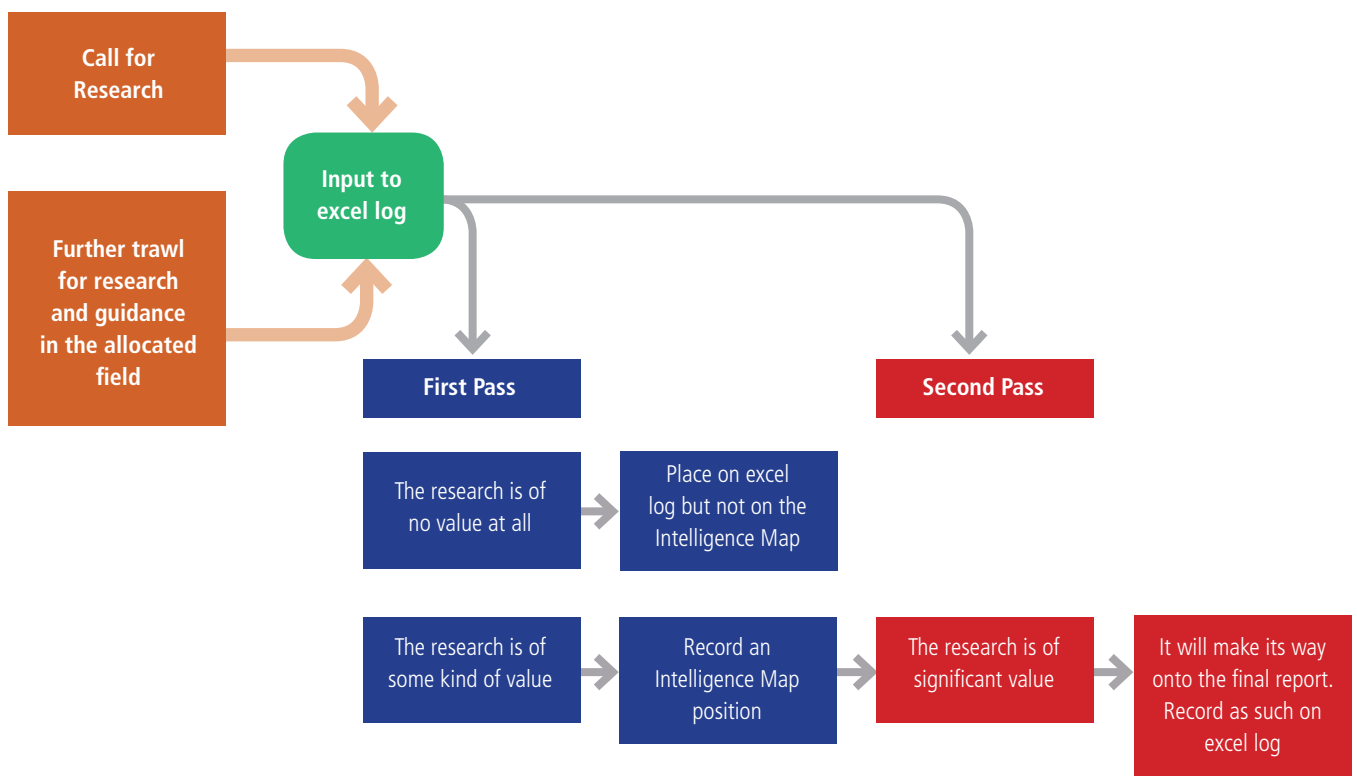 Call for
Research
Input to
excel log
Further trawl
for research
and guidance
in the allocated
field
First Pass
Second Pass
The research is of
no value at all
Place on excel
log but not on the
Intelligence Map
The research is of
some kind of value
Record an
Intelligence Map
position
The research is of
significant value
It will make its way
onto the final report.
Record as such on
excel log